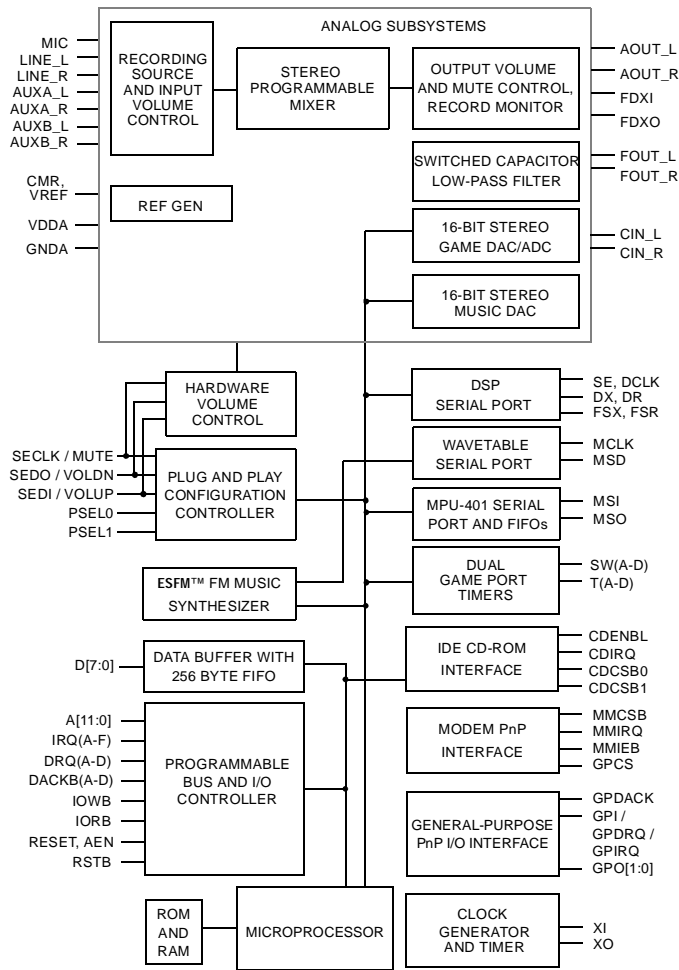 ANALOG SUBSYSTEMS
MIC
LINE_L
LINE_R
AUXA_L
AUXA_R
AUXB_L
AUXB_R
CMR,
VREF
VDDA
GNDA
RECORDING
SOURCE
AND INPUT
VOLUME
CONTROL
STEREO
PROGRAMMABLE
MIXER
OUTPUT VOLUME
AND MUTE CONTROL,
RECORD MONITOR
AOUT_L
AOUT_R
FDXI
FDXO
REF GEN
SWITCHED CAPACITOR
LOW-PASS FILTER
FOUT_L
FOUT_R
16-BIT STEREO
GAME DAC/ADC
CIN_L
CIN_R
16-BIT STEREO
MUSIC DAC
HARDWARE
VOLUME
CONTROL
DSP
SERIAL PORT
SE, DCLK
DX, DR
FSX, FSR
SECLK / MUTE
SEDO / VOLDN
SEDI / VOLUP
PSEL0
PSEL1
PLUG AND PLAY
CONFIGURATION
CONTROLLER
WAVETABLE
SERIAL PORT
MCLK
MSD
MPU-401 SERIAL
PORT AND FIFOs
MSI
MSO
ESFM™ FM MUSIC
SYNTHESIZER
DUAL
GAME PORT
TIMERS
SW(A-D)
T(A-D)
D[7:0]
DATA BUFFER WITH
256 BYTE FIFO
IDE CD-ROM
INTERFACE
CDENBL
CDIRQ
CDCSB0
CDCSB1
A[11:0]
IRQ(A-F)
DRQ(A-D)
DACKB(A-D)
IOWB
IORB
RESET, AEN
RSTB
PROGRAMMABLE
BUS AND I/O
CONTROLLER
MODEM PnP
INTERFACE
MMCSB
MMIRQ
MMIEB
GPCS
GENERAL-PURPOSE
PnP I/O INTERFACE
GPDACK
GPI /
GPDRQ /
GPIRQ
GPO[1:0]
ROM
AND
RAM
MICROPROCESSOR
CLOCK
GENERATOR
AND TIMER
XI
XO